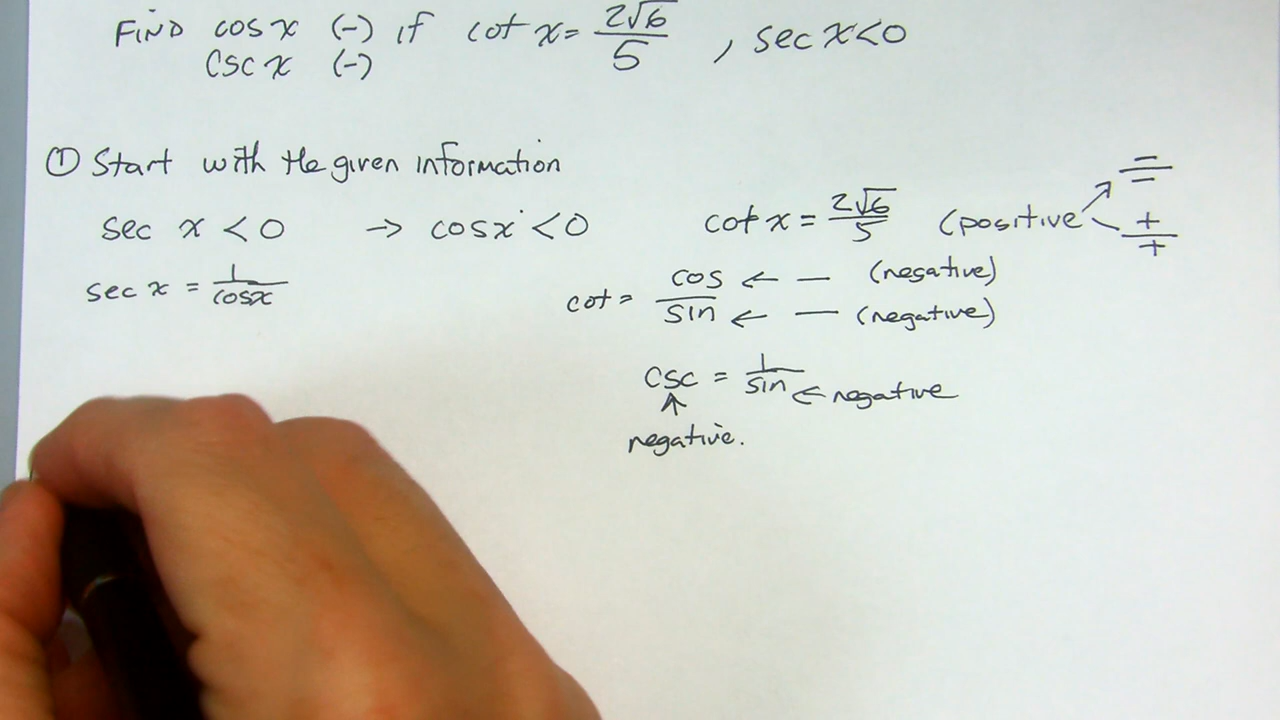 FIND cos x (-) if cot x = 2√6/5 , sec x < 0
csc x (-)
① Start with the given information
sec x < 0 → cos x < 0
sec x = 1/cos x
cot x = 2√6/5 (positive
−/−
+/+
cot = cos/sin
← — (negative)
← — (negative)
csc = 1/sin ← negative
↑
negative.